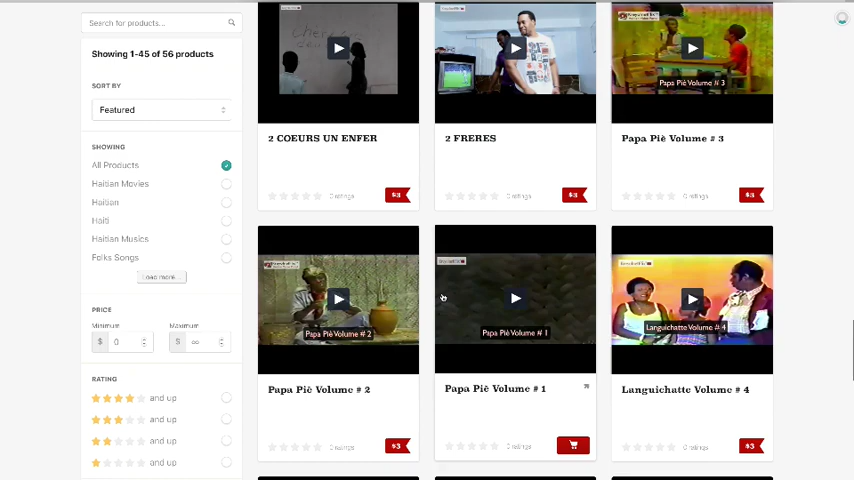 Search for products...
Showing 1-45 of 56 products
SORT BY
Featured
SHOWING
All Products
Haitian Movies
Haitian
Haiti
Haitian Musics
Folks Songs
Load more...
PRICE
Minimum
Maximum
$ 0
$ ∞
RATING
and up
and up
and up
and up
2 COEURS UN ENFER
0 ratings
$3
2 FRERES
0 ratings
$3
Papa Piè Volume # 3
Papa Piè Volume # 3
0 ratings
$3
Papa Piè Volume # 2
Papa Piè Volume # 2
0 ratings
$3
Papa Piè Volume # 1
Papa Piè Volume # 1
0 ratings
Languichatte Volume # 4
Languichatte Volume # 4
0 ratings
$3